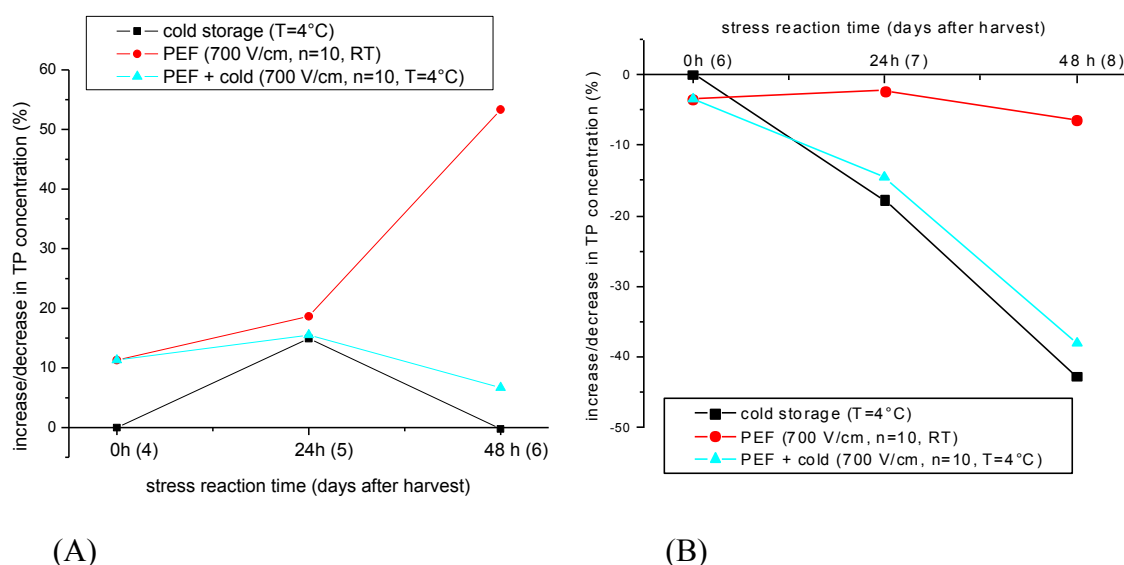 cold storage (T=4°C)
PEF (700 V/cm, n=10, RT)
PEF + cold (700 V/cm, n=10, T=4°C)
60
50
40
30
20
10
0
increase/decrease in TP concentration (%)
0h (4)
24h (5)
48 h (6)
stress reaction time (days after harvest)
(A)
stress reaction time (days after harvest)
0h (6)
24h (7)
48 h (8)
0
-10
-20
-30
-40
-50
increase/decrease in TP concentration (%)
cold storage (T=4°C)
PEF (700 V/cm, n=10, RT)
PEF + cold (700 V/cm, n=10, T=4°C)
(B)